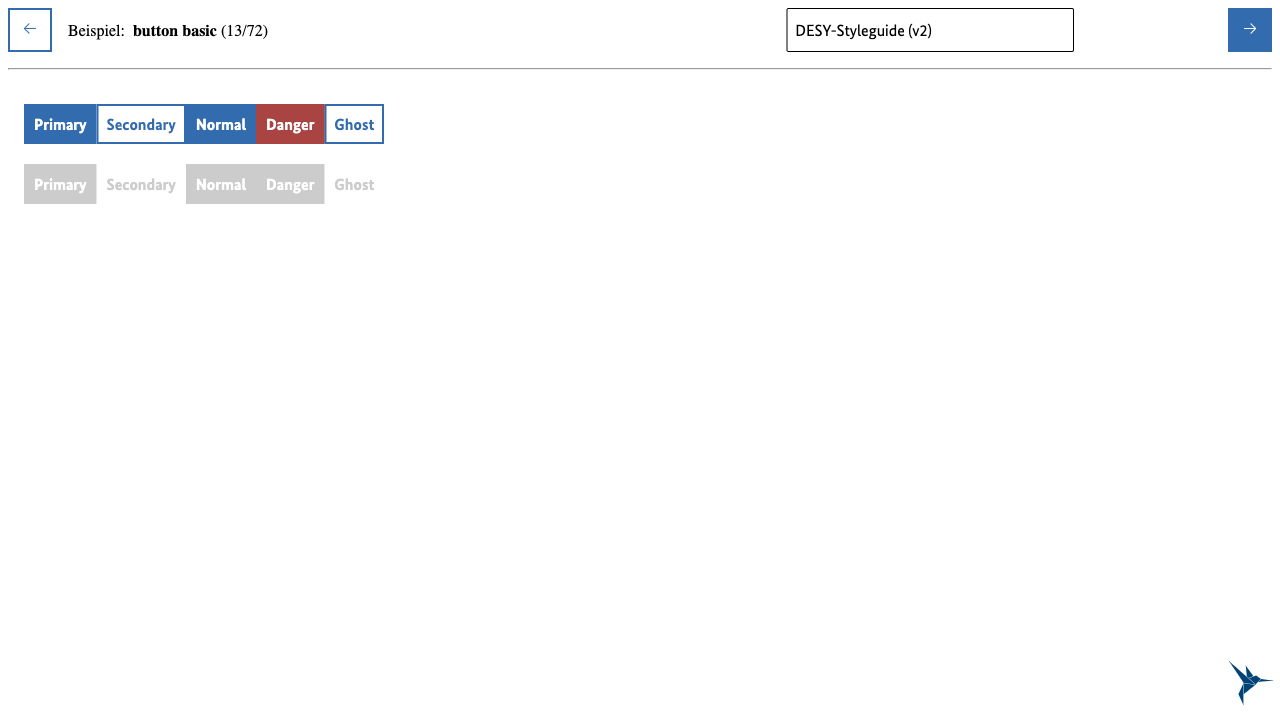 Beispiel: button basic (13/72)
DESY-Styleguide (v2)
Primary Secondary Normal Danger Ghost
Primary Secondary Normal Danger Ghost